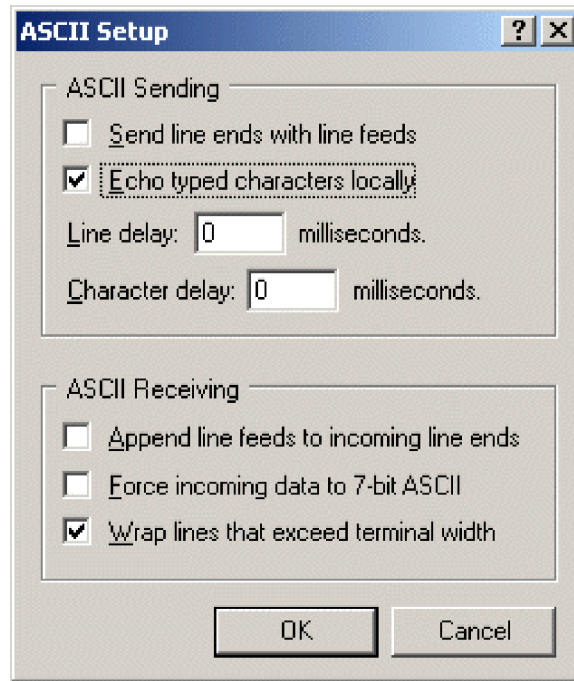 ASCII Setup
ASCII Sending
Send line ends with line feeds
Echo typed characters locally
Line delay: 0 milliseconds.
Character delay: 0 milliseconds.
ASCII Receiving
Append line feeds to incoming line ends
Force incoming data to 7-bit ASCII
Wrap lines that exceed terminal width
OK Cancel